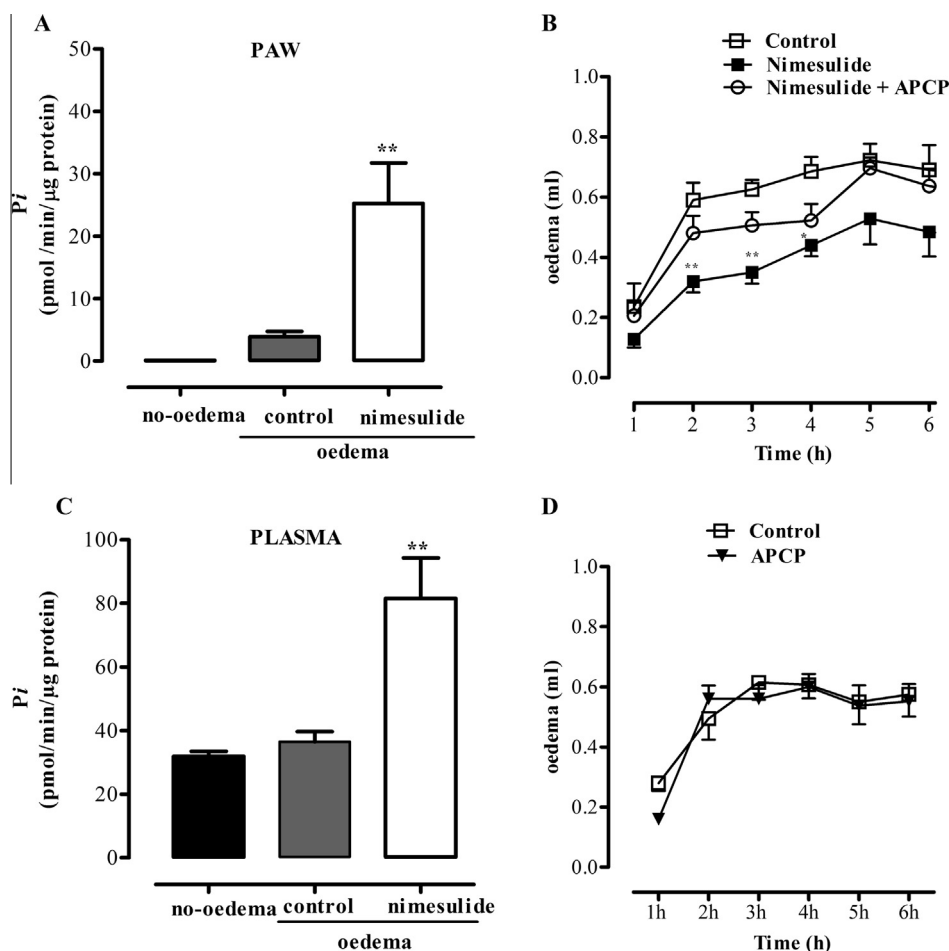 A
PAW
Pi
(pmol /min/µg protein)
50
40
30
20
10
0
**
no-oedema control nimesulide
oedema
B
Control
Nimesulide
Nimesulide + APCP
oedema (ml)
1.0
0.8
0.6
0.4
0.2
0.0
** ** *
1 2 3 4 5 6
Time (h)
C
PLASMA
Pi
(pmol/min/µg protein)
100
80
60
40
20
0
**
no-oedema control nimesulide
oedema
D
Control
APCP
oedema (ml)
1.0
0.8
0.6
0.4
0.2
0.0
1h 2h 3h 4h 5h 6h
Time (h)